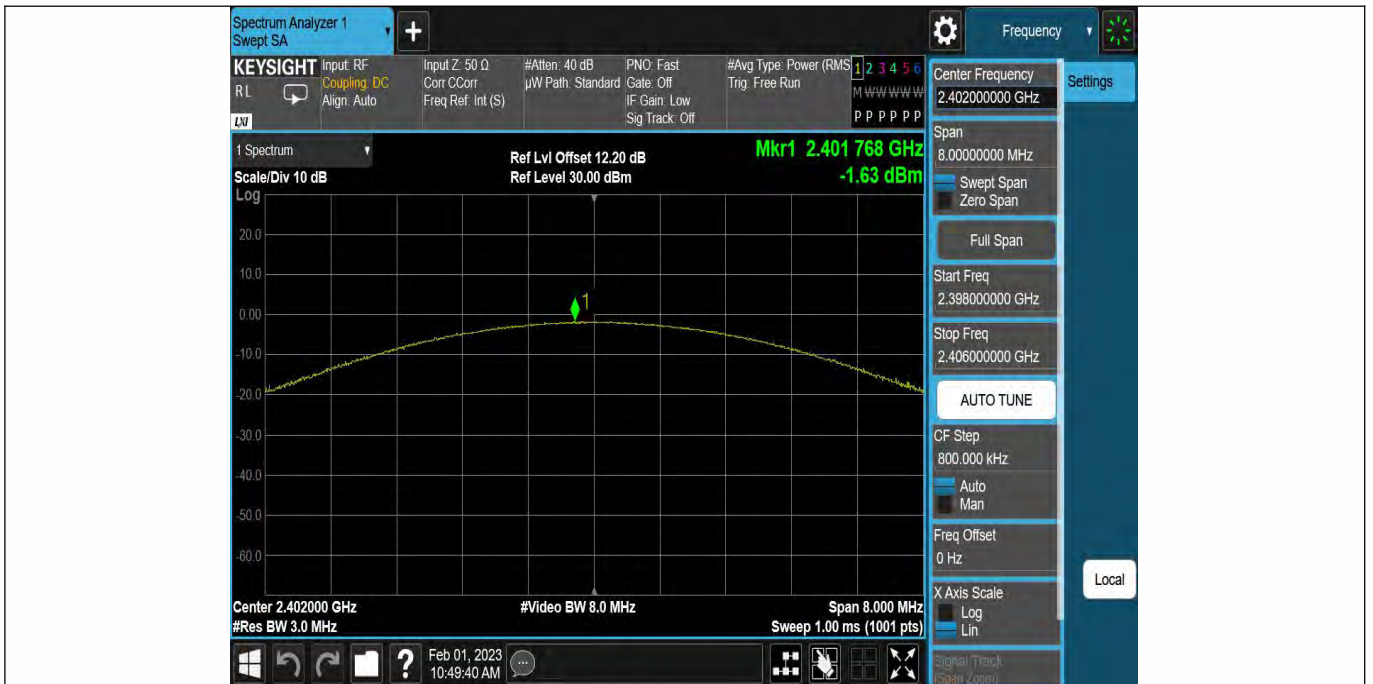 Spectrum Analyzer 1
Swept SA
+
Frequency
KEYSIGHT
RL
LXI
Input: RF
Coupling: DC
Align: Auto
Input Z: 50 Ω
Corr CCorr
Freq Ref: Int (S)
#Atten: 40 dB
µW Path: Standard
PNO: Fast
Gate: Off
IF Gain: Low
Sig Track: Off
#Avg Type: Power (RMS
Trig: Free Run
1 2 3 4 5 6
M W W W W W
P P P P P P
1 Spectrum
Scale/Div 10 dB
Log
Ref Lvl Offset 12.20 dB
Ref Level 30.00 dBm
Mkr1 2.401 768 GHz
-1.63 dBm
20.0
10.0
0.00
-10.0
-20.0
-30.0
-40.0
-50.0
-60.0
1
Center 2.402000 GHz
#Res BW 3.0 MHz
#Video BW 8.0 MHz
Span 8.000 MHz
Sweep 1.00 ms (1001 pts)
Center Frequency
2.402000000 GHz
Settings
Span
8.00000000 MHz
Swept Span
Zero Span
Full Span
Start Freq
2.398000000 GHz
Stop Freq
2.406000000 GHz
AUTO TUNE
CF Step
800.000 kHz
Auto
Man
Freq Offset
0 Hz
X Axis Scale
Log
Lin
Signal Track
(Span Zoom)
Local
?
Feb 01, 2023
10:49:40 AM